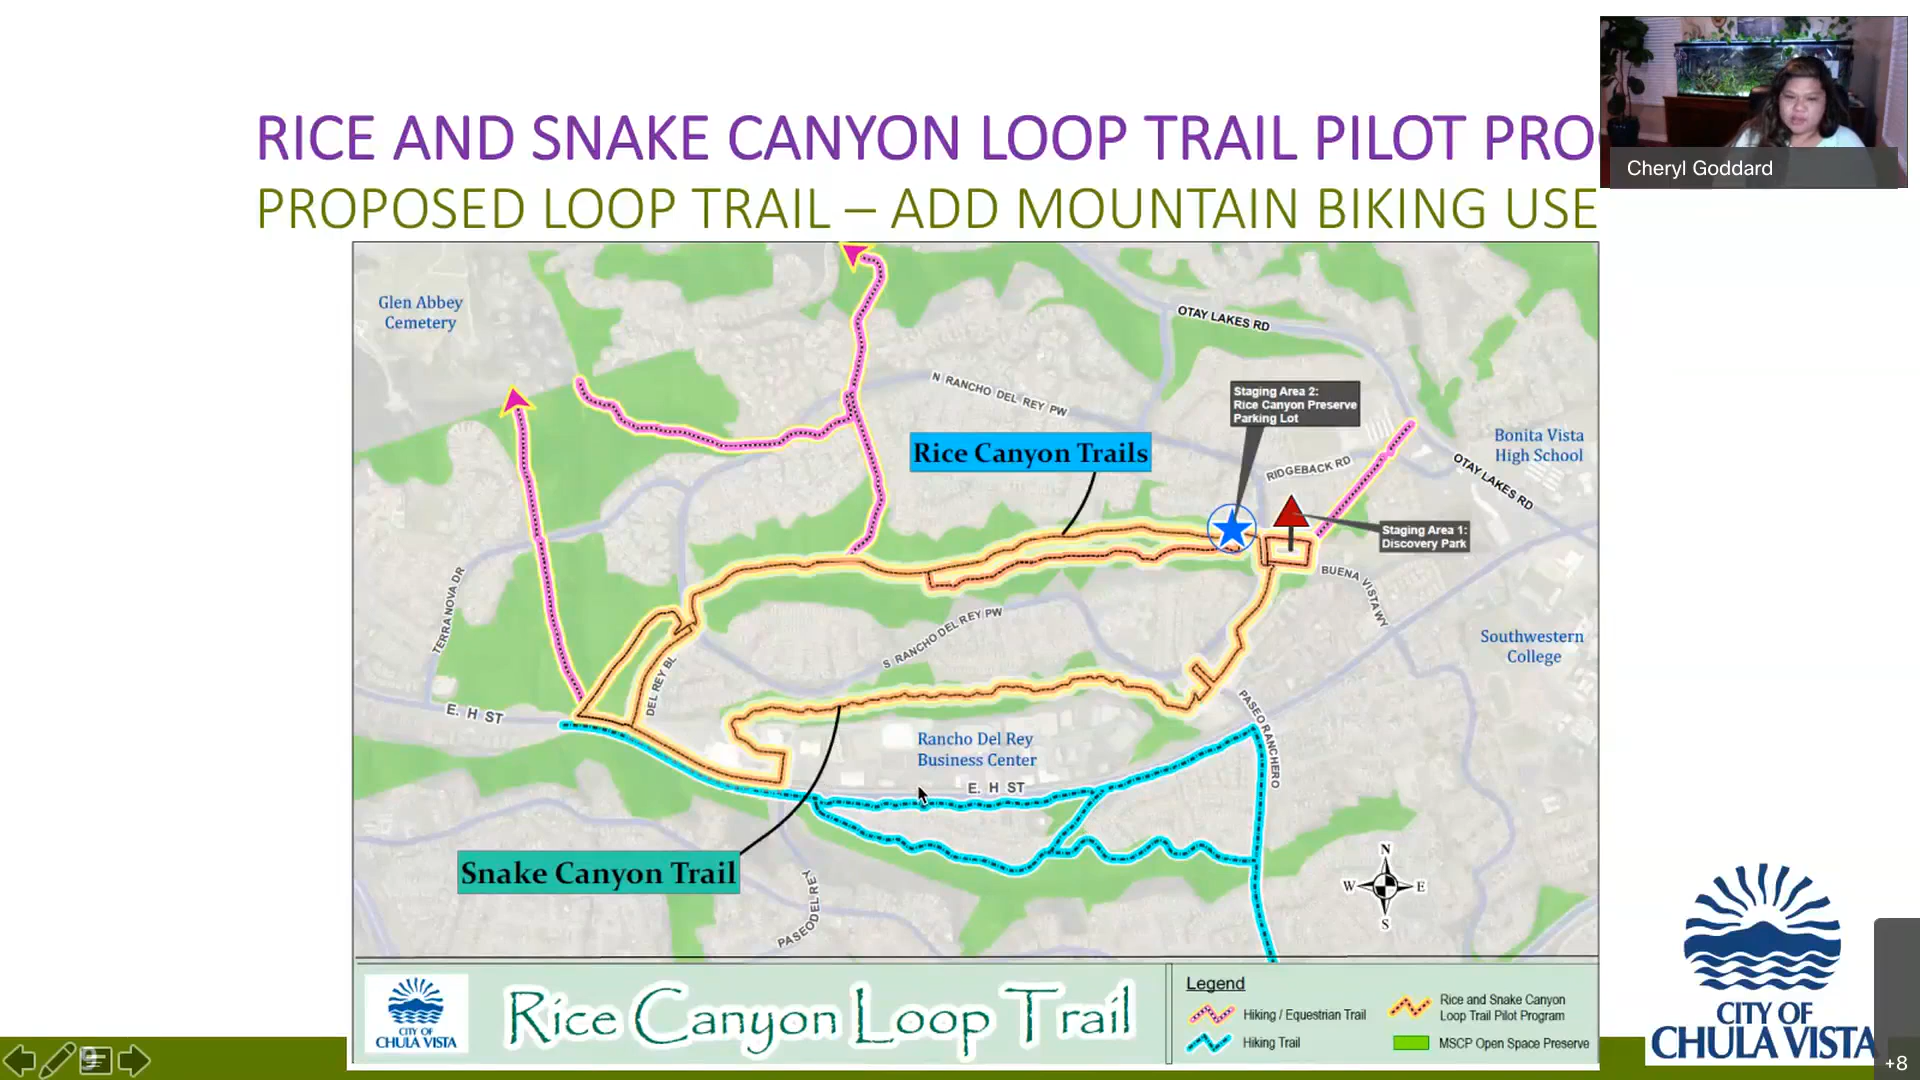 RICE AND SNAKE CANYON LOOP TRAIL PILOT PRO
PROPOSED LOOP TRAIL – ADD MOUNTAIN BIKING USE
Cheryl Goddard
Glen Abbey
Cemetery
OTAY LAKES RD
N RANCHO DEL REY PW
Staging Area 2:
Rice Canyon Preserve
Parking Lot
Rice Canyon Trails
RIDGEBACK RD
Bonita Vista
High School
OTAY LAKES RD
Staging Area 1:
Discovery Park
BUENA VISTA WY
TERRA NOVA DR
S RANCHO DEL REY PW
Southwestern
College
DEL REY BL
E. H ST
PASEO RANCHERO
Rancho Del Rey
Business Center
E. H ST
Snake Canyon Trail
PASEO DEL REY
N
W
E
S
CITY OF
CHULA VISTA
Rice Canyon Loop Trail
Legend
Hiking / Equestrian Trail
Hiking Trail
Rice and Snake Canyon
Loop Trail Pilot Program
MSCP Open Space Preserve
CITY OF
CHULA VISTA
+8